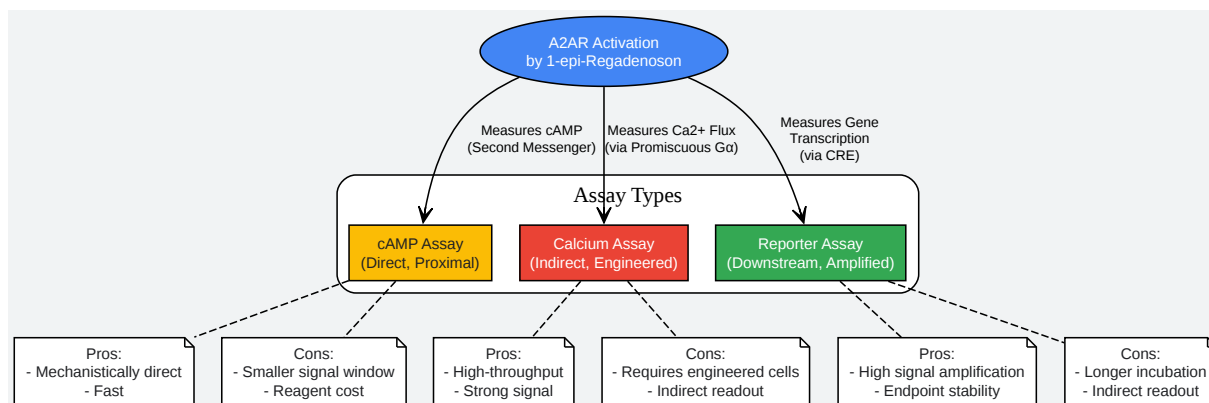 A2AR Activation
by 1-epi-Regadenoson
Measures cAMP
(Second Messenger)
Measures Ca2+ Flux
(via Promiscuous Gα)
Measures Gene
Transcription
(via CRE)
Assay Types
cAMP Assay
(Direct, Proximal)
Calcium Assay
(Indirect, Engineered)
Reporter Assay
(Downstream, Amplified)
Pros:
- Mechanistically direct
- Fast
Cons:
- Smaller signal window
- Reagent cost
Pros:
- High-throughput
- Strong signal
Cons:
- Requires engineered cells
- Indirect readout
Pros:
- High signal amplification
- Endpoint stability
Cons:
- Longer incubation
- Indirect readout